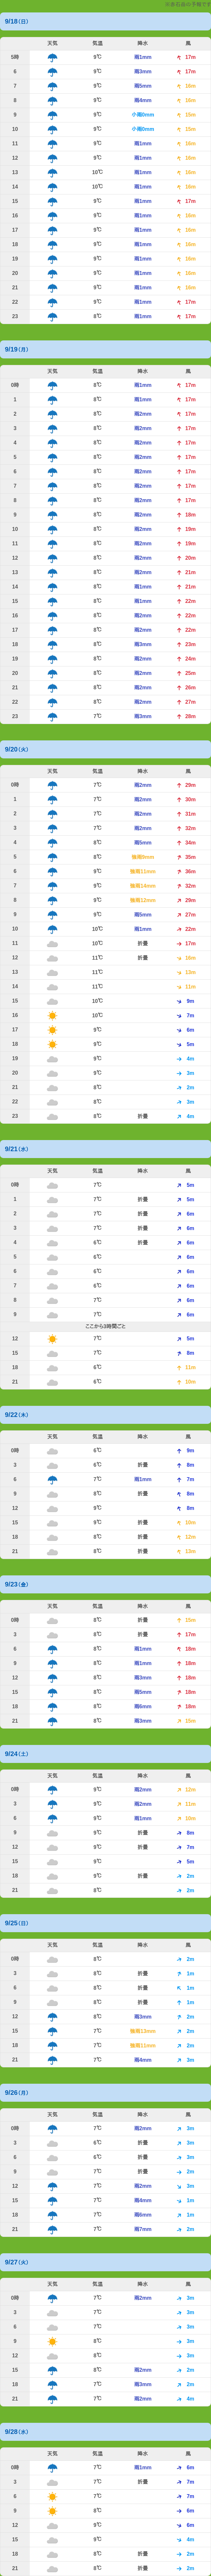 9/18（日）
天気 気温 降水 風
5時 9℃ 雨1mm 17m
6 9℃ 雨3mm 17m
7 9℃ 雨5mm 16m
8 9℃ 雨4mm 16m
9 9℃ 小雨0mm 15m
10 9℃ 小雨0mm 15m
11 9℃ 雨1mm 16m
12 9℃ 雨1mm 16m
13 10℃ 雨1mm 16m
14 10℃ 雨1mm 16m
15 9℃ 雨1mm 17m
16 9℃ 雨1mm 16m
17 9℃ 雨1mm 16m
18 9℃ 雨1mm 16m
19 9℃ 雨1mm 16m
20 9℃ 雨1mm 16m
21 9℃ 雨1mm 16m
22 9℃ 雨1mm 17m
23 8℃ 雨1mm 17m
9/19（月）
天気 気温 降水 風
0時 8℃ 雨1mm 17m
1 8℃ 雨1mm 17m
2 8℃ 雨2mm 17m
3 8℃ 雨2mm 17m
4 8℃ 雨2mm 17m
5 8℃ 雨2mm 17m
6 8℃ 雨2mm 17m
7 8℃ 雨2mm 17m
8 8℃ 雨2mm 17m
9 8℃ 雨2mm 18m
10 8℃ 雨2mm 19m
11 8℃ 雨2mm 19m
12 8℃ 雨2mm 20m
13 8℃ 雨2mm 21m
14 8℃ 雨1mm 21m
15 8℃ 雨1mm 22m
16 8℃ 雨2mm 22m
17 8℃ 雨2mm 22m
18 8℃ 雨3mm 23m
19 8℃ 雨2mm 24m
20 8℃ 雨2mm 25m
21 8℃ 雨2mm 26m
22 8℃ 雨2mm 27m
23 7℃ 雨3mm 28m
9/20（火）
天気 気温 降水 風
0時 7℃ 雨2mm 29m
1 7℃ 雨2mm 30m
2 7℃ 雨2mm 31m
3 7℃ 雨2mm 32m
4 8℃ 雨5mm 34m
5 8℃ 強雨9mm 35m
6 9℃ 強雨11mm 36m
7 9℃ 強雨14mm 32m
8 9℃ 強雨12mm 29m
9 9℃ 雨5mm 27m
10 10℃ 雨1mm 22m
11 10℃ 折畳 17m
12 11℃ 折畳 16m
13 11℃ 13m
14 11℃ 11m
15 10℃ 9m
16 10℃ 7m
17 9℃ 6m
18 9℃ 5m
19 9℃ 4m
20 9℃ 3m
21 8℃ 2m
22 8℃ 3m
23 8℃ 折畳 4m
9/21（水）
天気 気温 降水 風
0時 7℃ 5m
1 7℃ 折畳 5m
2 7℃ 折畳 6m
3 7℃ 折畳 6m
4 6℃ 折畳 6m
5 6℃ 6m
6 6℃ 6m
7 6℃ 6m
8 7℃ 6m
9 7℃ 6m
ここから3時間ごと
12 7℃ 5m
15 7℃ 8m
18 6℃ 11m
21 6℃ 10m
9/22（木）
天気 気温 降水 風
0時 6℃ 9m
3 6℃ 折畳 8m
6 7℃ 雨1mm 7m
9 8℃ 折畳 8m
12 9℃ 8m
15 9℃ 折畳 10m
18 8℃ 折畳 12m
21 8℃ 折畳 13m
9/23（金）
天気 気温 降水 風
0時 8℃ 折畳 15m
3 8℃ 折畳 17m
6 8℃ 雨1mm 18m
9 8℃ 雨1mm 18m
12 8℃ 雨3mm 18m
15 8℃ 雨5mm 18m
18 8℃ 雨6mm 18m
21 9℃ 雨3mm 15m
9/24（土）
天気 気温 降水 風
0時 9℃ 雨2mm 12m
3 9℃ 雨2mm 11m
6 8℃ 雨1mm 10m
9 9℃ 折畳 8m
12 9℃ 折畳 7m
15 9℃ 5m
18 9℃ 折畳 2m
21 8℃ 2m
9/25（日）
天気 気温 降水 風
0時 8℃ 2m
3 8℃ 折畳 1m
6 8℃ 折畳 1m
9 8℃ 折畳 1m
12 8℃ 雨3mm 2m
15 7℃ 強雨13mm 2m
18 7℃ 強雨11mm 2m
21 7℃ 雨4mm 3m
9/26（月）
天気 気温 降水 風
0時 7℃ 雨2mm 3m
3 6℃ 折畳 3m
6 6℃ 折畳 3m
9 7℃ 折畳 2m
12 7℃ 雨2mm 3m
15 7℃ 雨4mm 1m
18 7℃ 雨6mm 1m
21 7℃ 雨7mm 2m
9/27（火）
天気 気温 降水 風
0時 7℃ 雨2mm 3m
3 7℃ 3m
6 7℃ 3m
9 8℃ 3m
12 8℃ 3m
15 8℃ 雨2mm 2m
18 7℃ 雨3mm 2m
21 7℃ 雨2mm 4m
9/28（水）
天気 気温 降水 風
0時 7℃ 雨1mm 6m
3 7℃ 折畳 7m
6 7℃ 7m
9 8℃ 6m
12 9℃ 6m
15 9℃ 4m
18 8℃ 折畳 2m
21 8℃ 折畳 2m